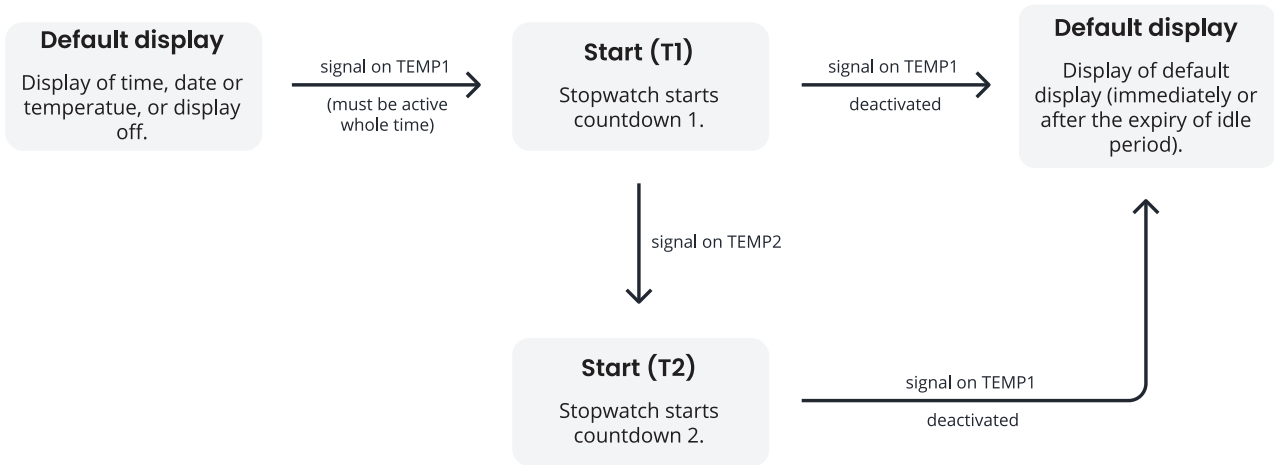 Default display
Display of time, date or
temperatue, or display
off.
signal on TEMP1
(must be active
whole time)
Start (T1)
Stopwatch starts
countdown 1.
signal on TEMP1
deactivated
Default display
Display of default
display (immediately or
after the expiry of idle
period).
signal on TEMP2
Start (T2)
Stopwatch starts
countdown 2.
signal on TEMP1
deactivated